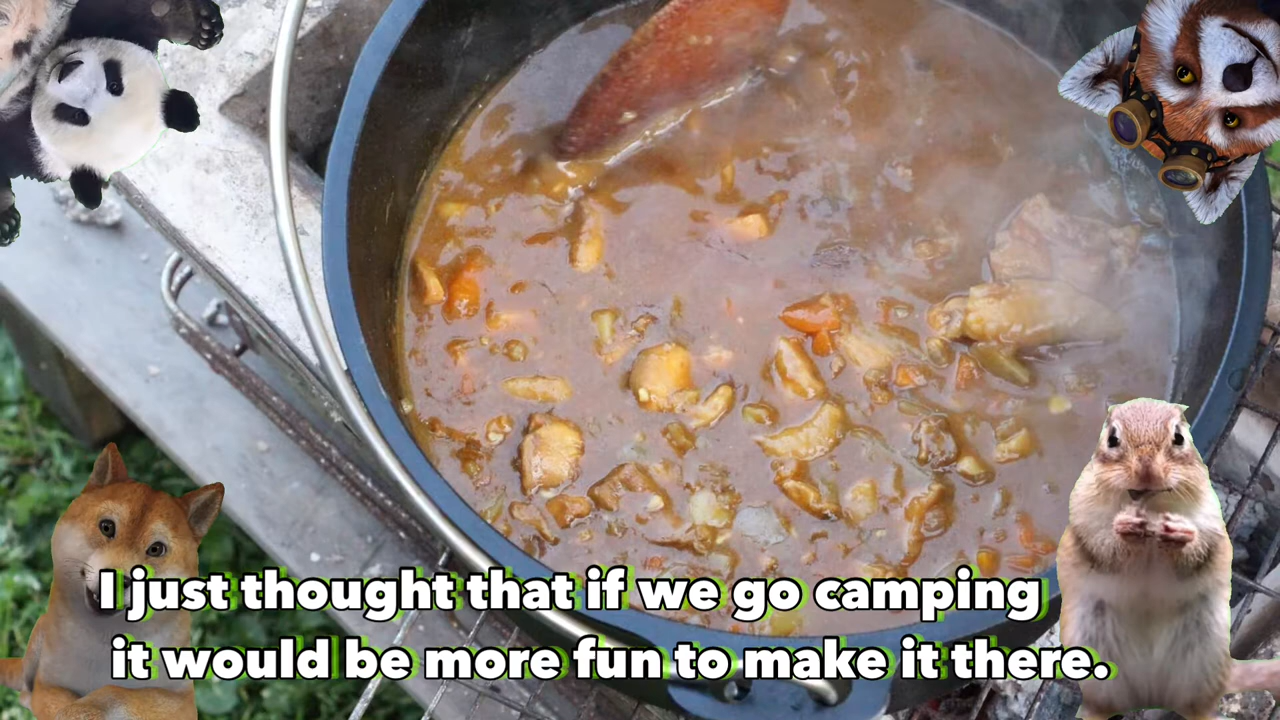 I just thought that if we go camping
it would be more fun to make it there.